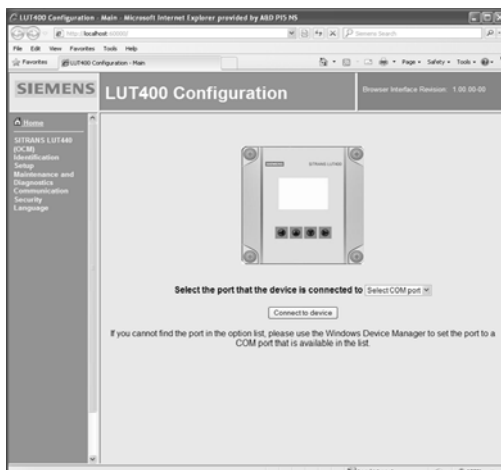 LUT400 Configuration - Main - Microsoft Internet Explorer provided by ABD PI5 NS
Siemens Search
File Edit View Favorites Tools Help
Favorites LUT400 Configuration - Main Page Safety Tools
SIEMENS LUT400 Configuration Browser Interface Revision: 1.00.00-00
Home
SITRANS LUT440
(OCM)
Identification
Setup
Maintenance and
Diagnostics
Communication
Security
Language
SIEMENS SITRANS LUT400
Select the port that the device is connected to Select COM port
Connect to device
If you cannot find the port in the option list, please use the Windows Device Manager to set the port to a
COM port that is available in the list.